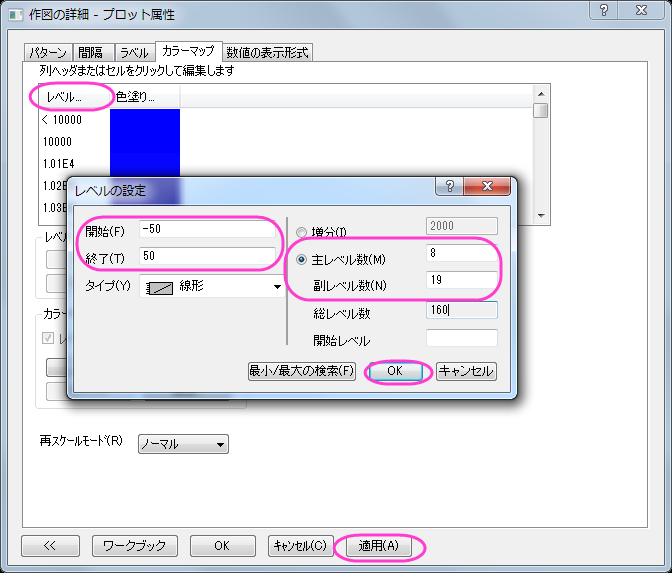 作図の詳細 - プロット属性
パターン 間隔 ラベル カラーマップ 数値の表示形式
列ヘッダまたはセルをクリックして編集します
レベル... 色塗り...
< 10000
10000
1.01E4
1.02E
1.03E
レベルの設定
開始(F) -50
終了(T) 50
タイプ(Y) 線形
増分(I) 2000
主レベル数(M) 8
副レベル数(N) 19
総レベル数 160
開始レベル
最小/最大の検索(F) OK キャンセル
レベ
カラー
再スケールモード(R) ノーマル
<< ワークブック OK キャンセル(C) 適用(A)